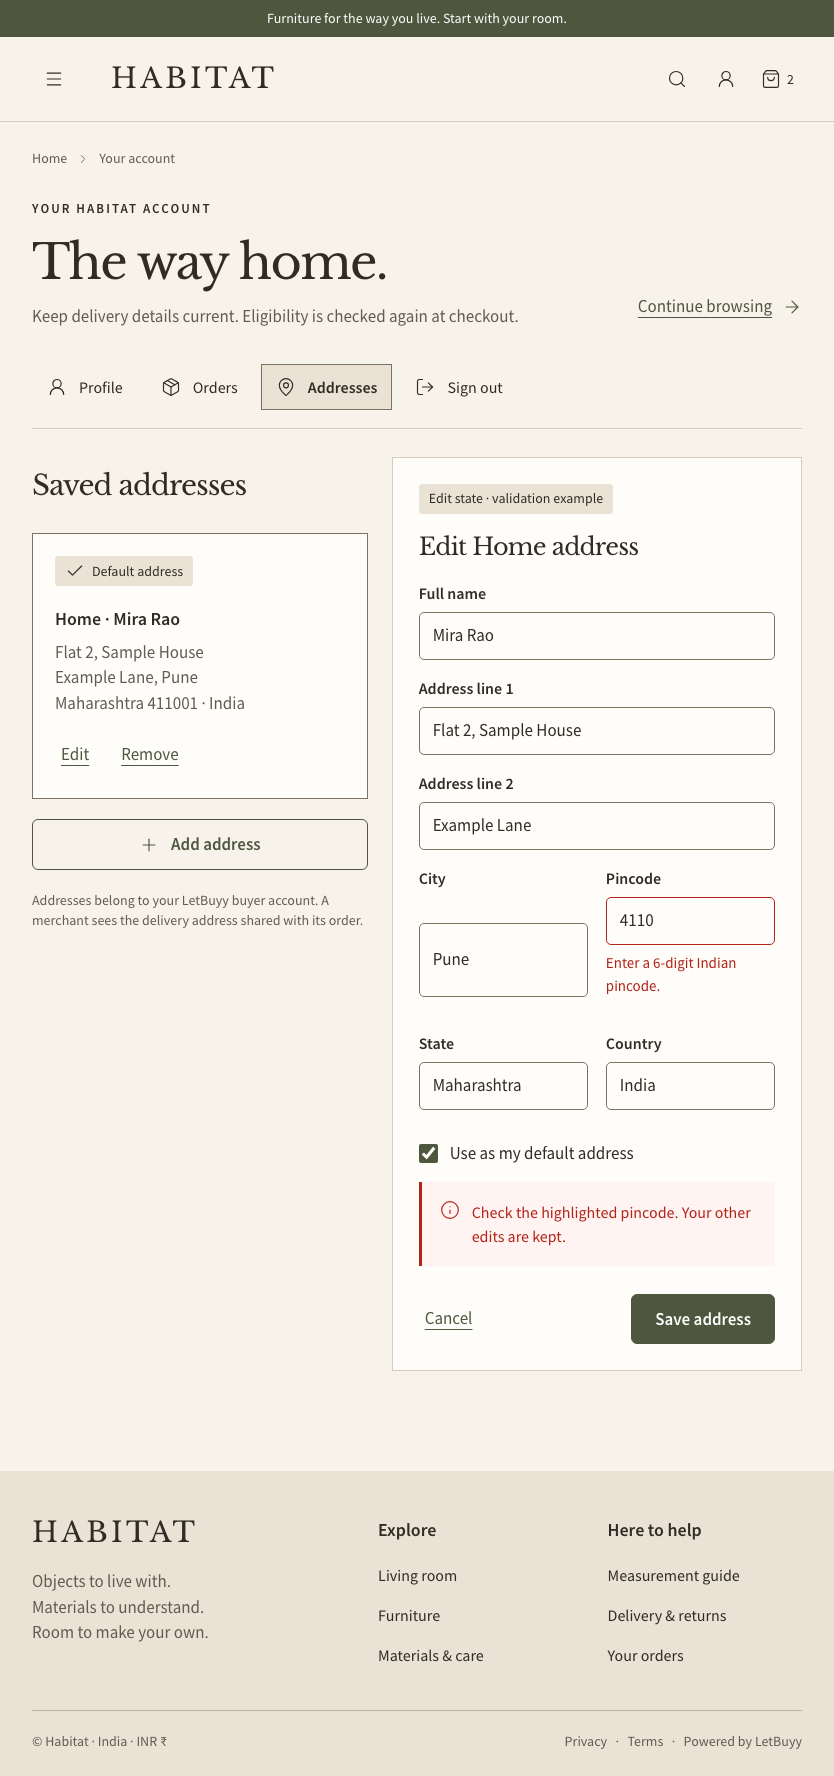 Furniture for the way you live. Start with your room.
HABITAT
2
Home
Your account
YOUR HABITAT ACCOUNT
The way home.
Keep delivery details current. Eligibility is checked again at checkout.
Continue browsing
Profile
Orders
Addresses
Sign out
Saved addresses
Default address
Home · Mira Rao
Flat 2, Sample House
Example Lane, Pune
Maharashtra 411001 · India
Edit
Remove
Add address
Addresses belong to your LetBuyy buyer account. A
merchant sees the delivery address shared with its order.
Edit state · validation example
Edit Home address
Full name
Mira Rao
Address line 1
Flat 2, Sample House
Address line 2
Example Lane
City
Pune
Pincode
4110
Enter a 6-digit Indian
pincode.
State
Maharashtra
Country
India
Use as my default address
Check the highlighted pincode. Your other
edits are kept.
Cancel
Save address
HABITAT
Objects to live with.
Materials to understand.
Room to make your own.
Explore
Living room
Furniture
Materials & care
Here to help
Measurement guide
Delivery & returns
Your orders
© Habitat · India · INR ₹
Privacy · Terms · Powered by LetBuyy